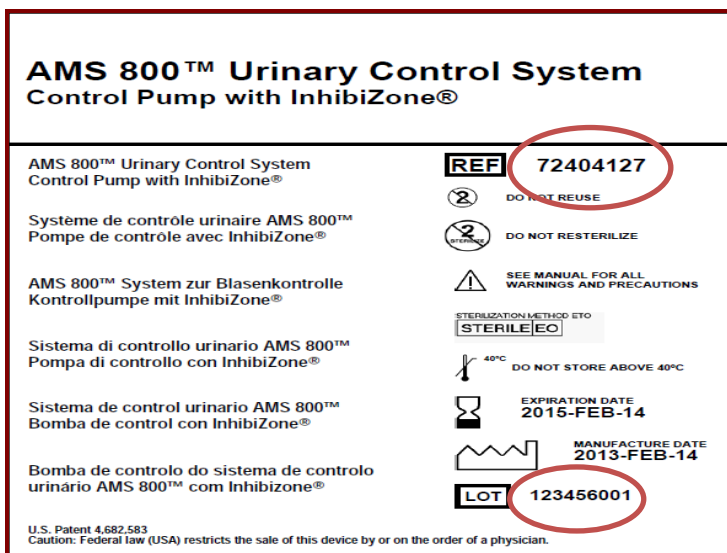 AMS 800™ Urinary Control System
Control Pump with InhibiZone®
AMS 800™ Urinary Control System
Control Pump with InhibiZone®
Système de contrôle urinaire AMS 800™
Pompe de contrôle avec InhibiZone®
AMS 800™ System zur Blasenkontrolle
Kontrollpumpe mit InhibiZone®
Sistema di controllo urinario AMS 800™
Pompa di controllo con InhibiZone®
Sistema de control urinario AMS 800™
Bomba de control con InhibiZone®
Bomba de controlo do sistema de controlo
urinário AMS 800™ com Inhibizone®
REF 72404127
2 DO NOT REUSE
2 STERILIZE DO NOT RESTERILIZE
SEE MANUAL FOR ALL
WARNINGS AND PRECAUTIONS
STERILIZATION METHOD ETO
STERILE EO
40ºC DO NOT STORE ABOVE 40ºC
EXPIRATION DATE
2015-FEB-14
MANUFACTURE DATE
2013-FEB-14
LOT 123456001
U.S. Patent 4,682,583
Caution: Federal law (USA) restricts the sale of this device by or on the order of a physician.